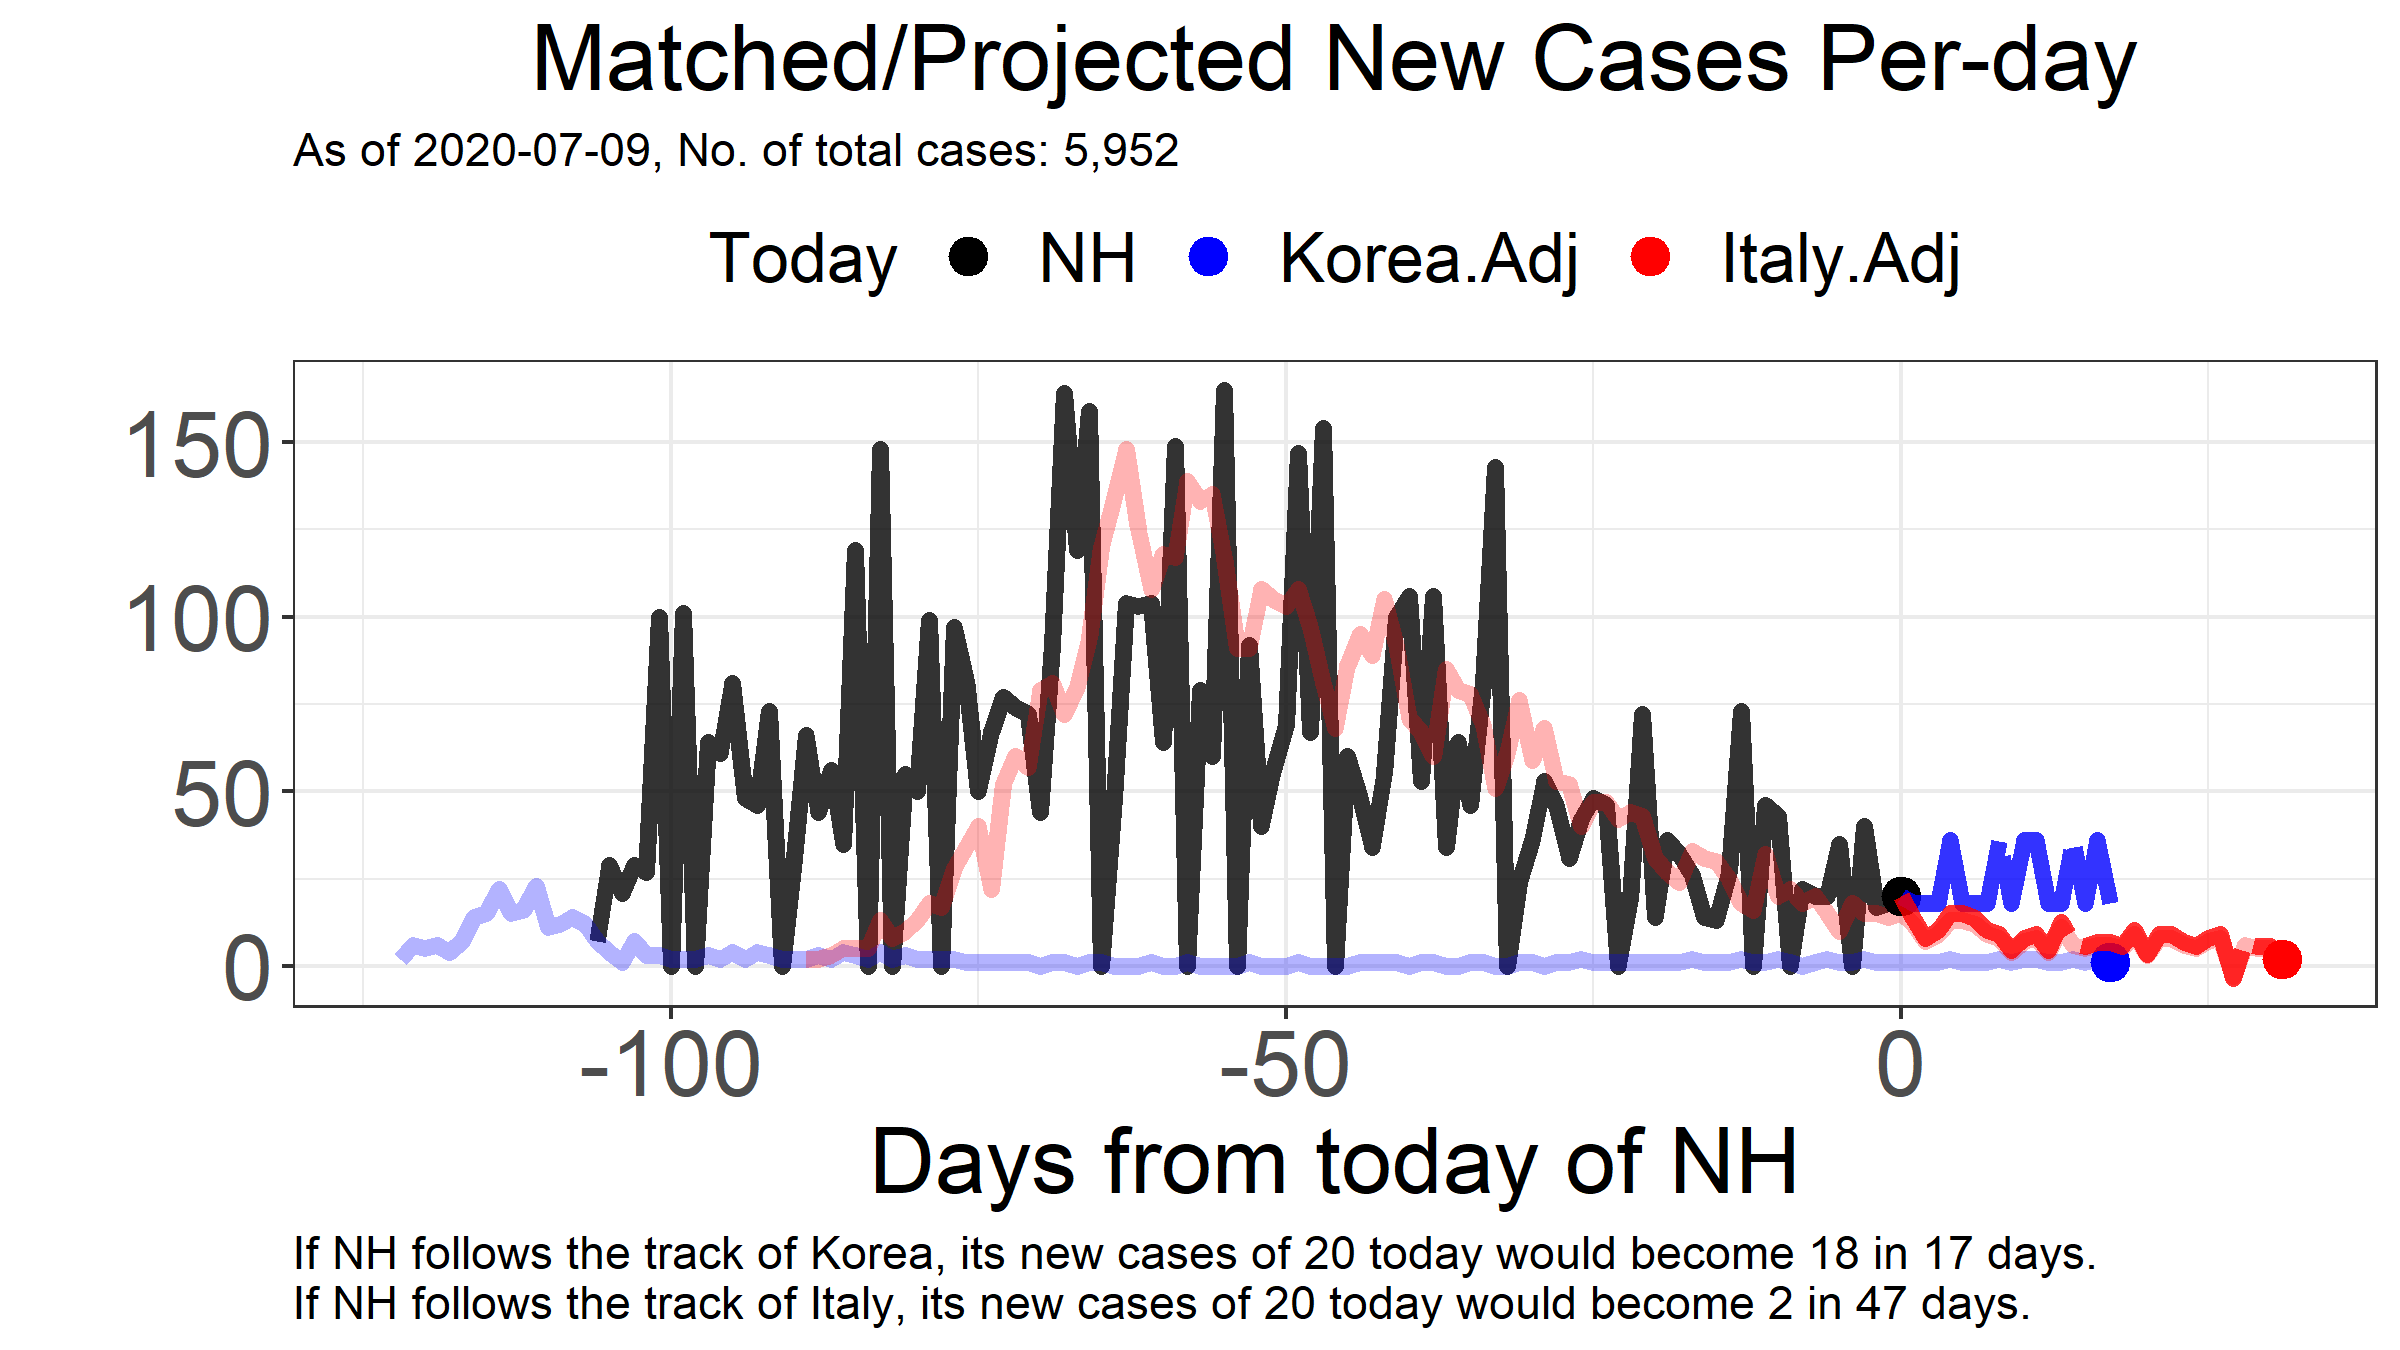 Matched/Projected New Cases Per-day
As of 2020-07-09, No. of total cases: 5,952
Today NH Korea.Adj Italy.Adj
150
100
50
0
-100 -50 0
Days from today of NH
If NH follows the track of Korea, its new cases of 20 today would become 18 in 17 days.
If NH follows the track of Italy, its new cases of 20 today would become 2 in 47 days.